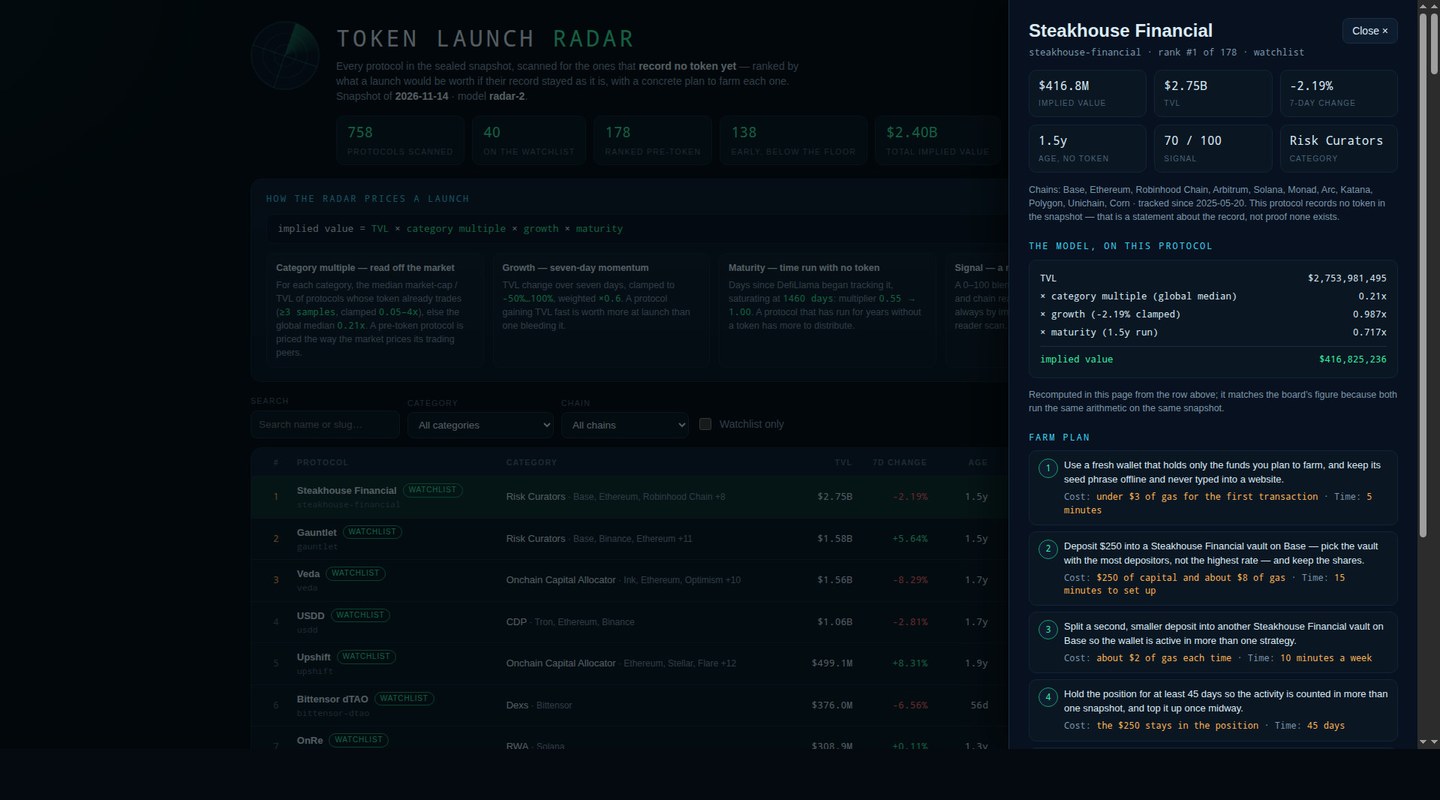 TOKEN LAUNCH RADAR
Every protocol in the sealed snapshot, scanned for the ones that record no token yet — ranked by
what a launch would be worth if their record stayed as it is, with a concrete plan to farm each one.
Snapshot of 2026-11-14 · model radar-2.
758
PROTOCOLS SCANNED
40
ON THE WATCHLIST
178
RANKED PRE-TOKEN
138
EARLY, BELOW THE FLOOR
$2.40B
TOTAL IMPLIED VALUE
HOW THE RADAR PRICES A LAUNCH
implied value = TVL × category multiple × growth × maturity
Category multiple — read off the market
For each category, the median market-cap /
TVL of protocols whose token already trades
(≥3 samples, clamped 0.05–4x), else the
global median 0.21x. A pre-token protocol is
priced the way the market prices its trading
peers.
Growth — seven-day momentum
TVL change over seven days, clamped to
-50%…100%, weighted ×0.6. A protocol
gaining TVL fast is worth more at launch than
one bleeding it.
Maturity — time run with no token
Days since DefiLlama began tracking it,
saturating at 1460 days: multiplier 0.55 →
1.00. A protocol that has run for years without
a token has more to distribute.
Signal — a r
A 0–100 blen
and chain rea
always by im
reader scan.
SEARCH
Search name or slug…
CATEGORY
All categories
CHAIN
All chains
Watchlist only
# PROTOCOL CATEGORY TVL 7D CHANGE AGE
1 Steakhouse Financial WATCHLIST Risk Curators · Base, Ethereum, Robinhood Chain +8 $2.75B -2.19% 1.5y
steakhouse-financial
2 Gauntlet WATCHLIST Risk Curators · Base, Binance, Ethereum +11 $1.58B +5.64% 1.5y
gauntlet
3 Veda WATCHLIST Onchain Capital Allocator · Ink, Ethereum, Optimism +10 $1.56B -8.29% 1.7y
veda
4 USDD WATCHLIST CDP · Tron, Ethereum, Binance $1.06B -2.81% 1.7y
usdd
5 Upshift WATCHLIST Onchain Capital Allocator · Ethereum, Stellar, Flare +12 $499.1M +8.31% 1.9y
upshift
6 Bittensor dTAO WATCHLIST Dexs · Bittensor $376.0M -6.56% 56d
bittensor-dtao
7 OnRe WATCHLIST RWA · Solana $308.9M +0.11% 1.3y
Steakhouse Financial
Close ×
steakhouse-financial · rank #1 of 178 · watchlist
$416.8M
IMPLIED VALUE
$2.75B
TVL
-2.19%
7-DAY CHANGE
1.5y
AGE, NO TOKEN
70 / 100
SIGNAL
Risk Curators
CATEGORY
Chains: Base, Ethereum, Robinhood Chain, Arbitrum, Solana, Monad, Arc, Katana,
Polygon, Unichain, Corn · tracked since 2025-05-20. This protocol records no token in
the snapshot — that is a statement about the record, not proof none exists.
THE MODEL, ON THIS PROTOCOL
TVL $2,753,981,495
× category multiple (global median) 0.21x
× growth (-2.19% clamped) 0.987x
× maturity (1.5y run) 0.717x
implied value $416,825,236
Recomputed in this page from the row above; it matches the board's figure because both
run the same arithmetic on the same snapshot.
FARM PLAN
1 Use a fresh wallet that holds only the funds you plan to farm, and keep its
seed phrase offline and never typed into a website.
Cost: under $3 of gas for the first transaction · Time: 5
minutes
2 Deposit $250 into a Steakhouse Financial vault on Base — pick the vault
with the most depositors, not the highest rate — and keep the shares.
Cost: $250 of capital and about $8 of gas · Time: 15
minutes to set up
3 Split a second, smaller deposit into another Steakhouse Financial vault on
Base so the wallet is active in more than one strategy.
Cost: about $2 of gas each time · Time: 10 minutes a week
4 Hold the position for at least 45 days so the activity is counted in more than
one snapshot, and top it up once midway.
Cost: the $250 stays in the position · Time: 45 days